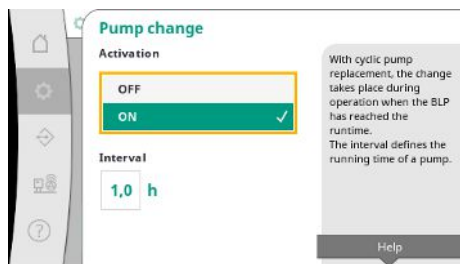 Pump change
Activation
OFF
ON
Interval
1,0 h
With cyclic pump
replacement, the change
takes place during
operation when the BLP
has reached the
runtime.
The interval defines the
running time of a pump.
Help